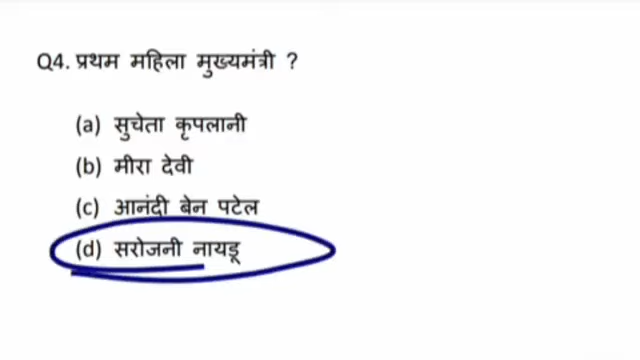 Q4. प्रथम महिला मुख्यमंत्री ?
(a) सुचेता कृपलानी
(b) मीरा देवी
(c) आनंदी बेन पटेल
(d) सरोजनी नायडू